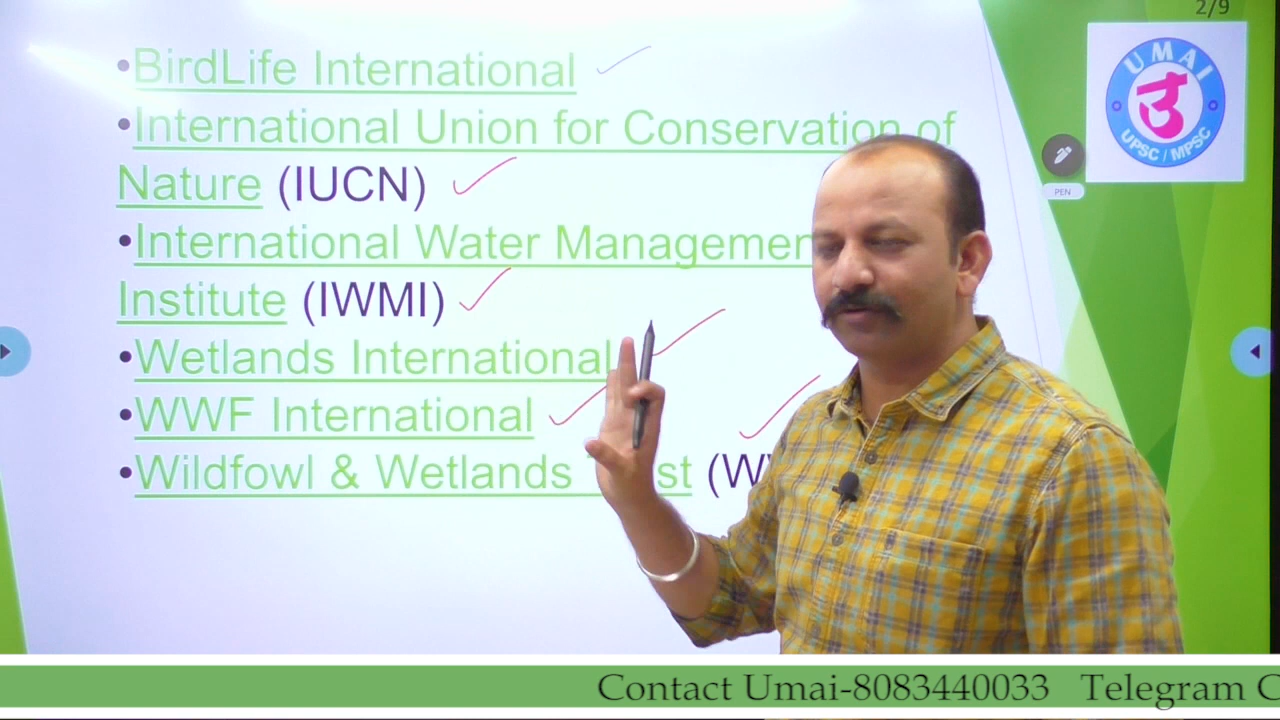 2/9
•BirdLife International
•International Union for Conservation of
Nature (IUCN)
•International Water Managemen
Institute (IWMI)
•Wetlands International
•WWF International
•Wildfowl & Wetlands st (W
UMAI
उ
UPSC / MPSC
PEN
Contact Umai-8083440033 Telegram C